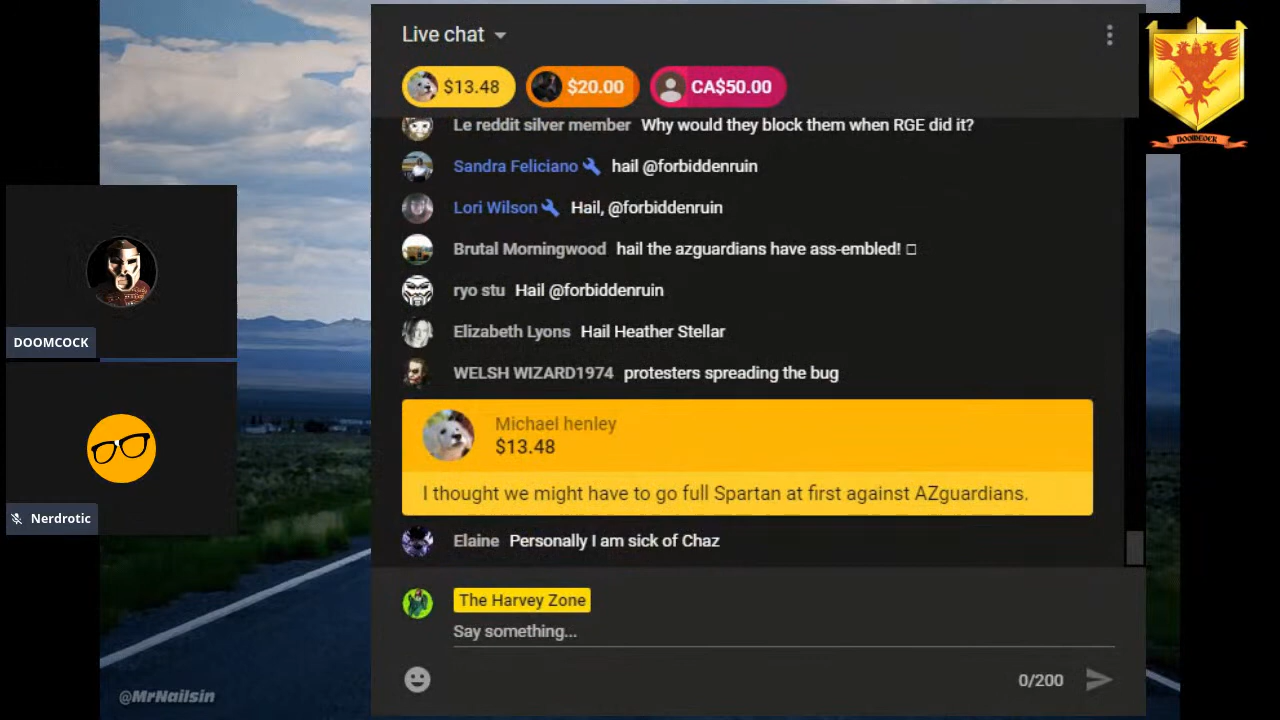 Live chat
$13.48
$20.00
CA$50.00
DOOMCOCK
Le reddit silver member Why would they block them when RGE did it?
Sandra Feliciano hail @forbiddenruin
Lori Wilson Hail, @forbiddenruin
Brutal Morningwood hail the azguardians have ass-embled! □
ryo stu Hail @forbiddenruin
Elizabeth Lyons Hail Heather Stellar
WELSH WIZARD1974 protesters spreading the bug
Michael henley
$13.48
I thought we might have to go full Spartan at first against AZguardians.
Elaine Personally I am sick of Chaz
The Harvey Zone
Say something...
0/200
DOOMCOCK
Nerdrotic
@MrNailsin